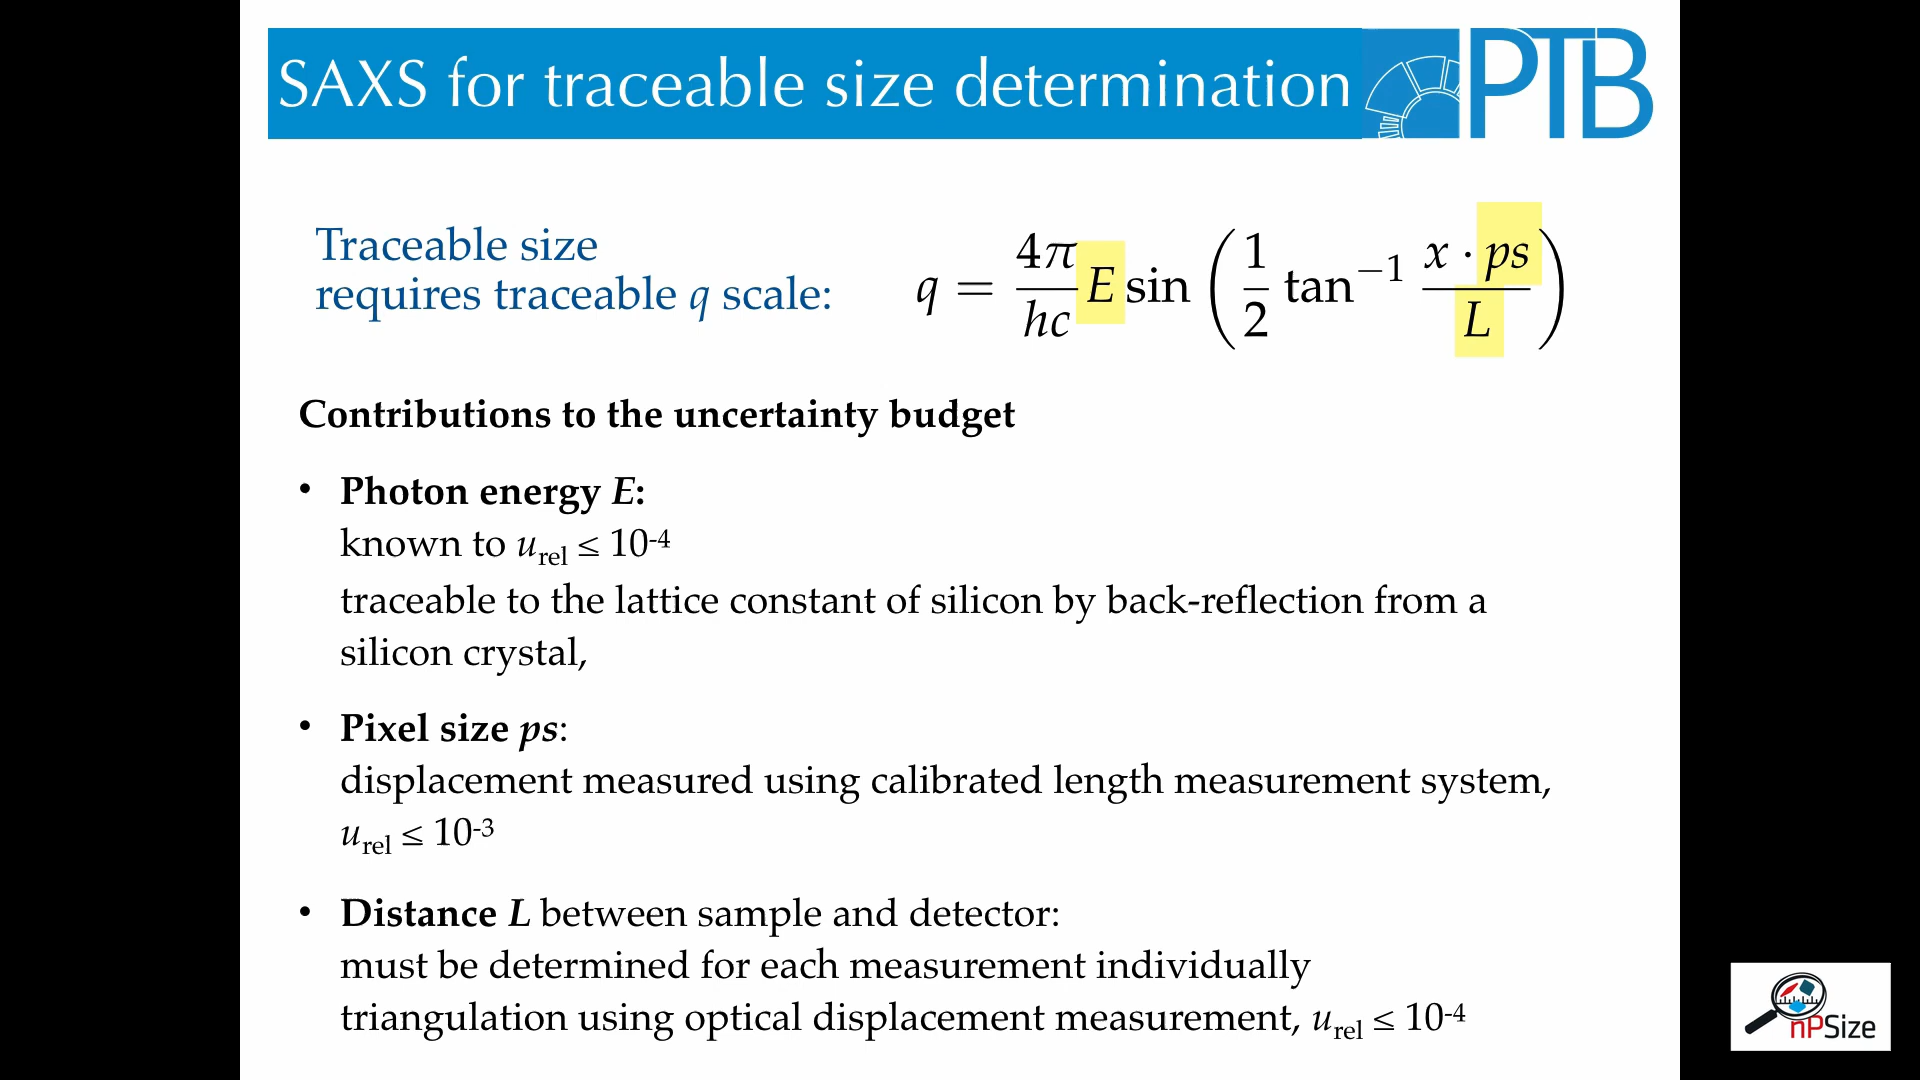 SAXS for traceable size determination
PTB
Traceable size
requires traceable q scale:
q = \frac{4π}{hc} E sin ( \frac{1}{2} tan⁻¹ \frac{x · ps}{L} )
Contributions to the uncertainty budget
• Photon energy E:
known to u_rel ≤ 10⁻⁴
traceable to the lattice constant of silicon by back-reflection from a
silicon crystal,
• Pixel size ps:
displacement measured using calibrated length measurement system,
u_rel ≤ 10⁻³
• Distance L between sample and detector:
must be determined for each measurement individually
triangulation using optical displacement measurement, u_rel ≤ 10⁻⁴
nPSize